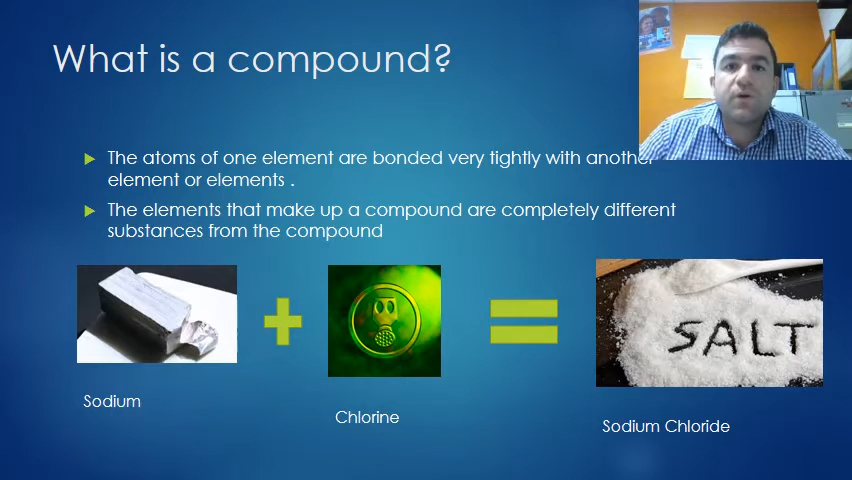 What is a compound?
The atoms of one element are bonded very tightly with another
element or elements .
The elements that make up a compound are completely different
substances from the compound
SALT
Sodium
Chlorine
Sodium Chloride